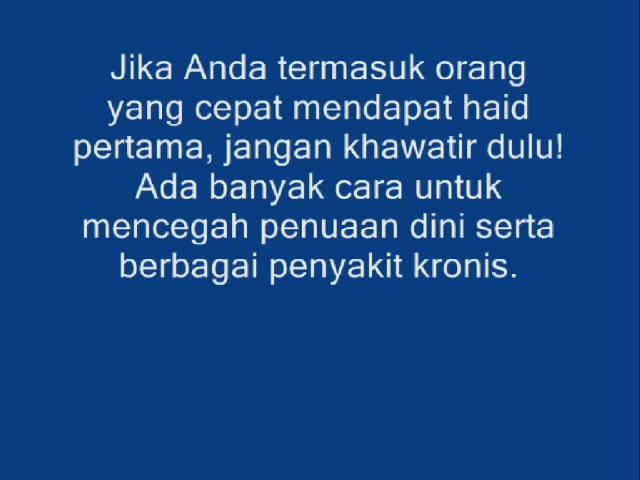 Jika Anda termasuk orang
yang cepat mendapat haid
pertama, jangan khawatir dulu!
Ada banyak cara untuk
mencegah penuaan dini serta
berbagai penyakit kronis.